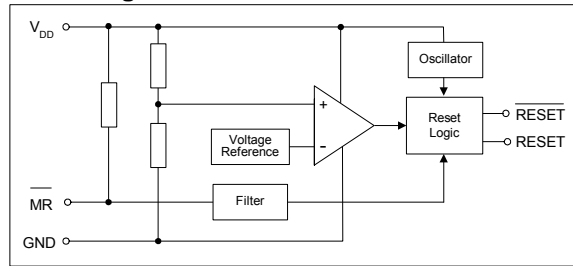 VDD
Oscillator
+
Reset
Logic
RESET
RESET
Voltage
Reference
-
MR
Filter
GND